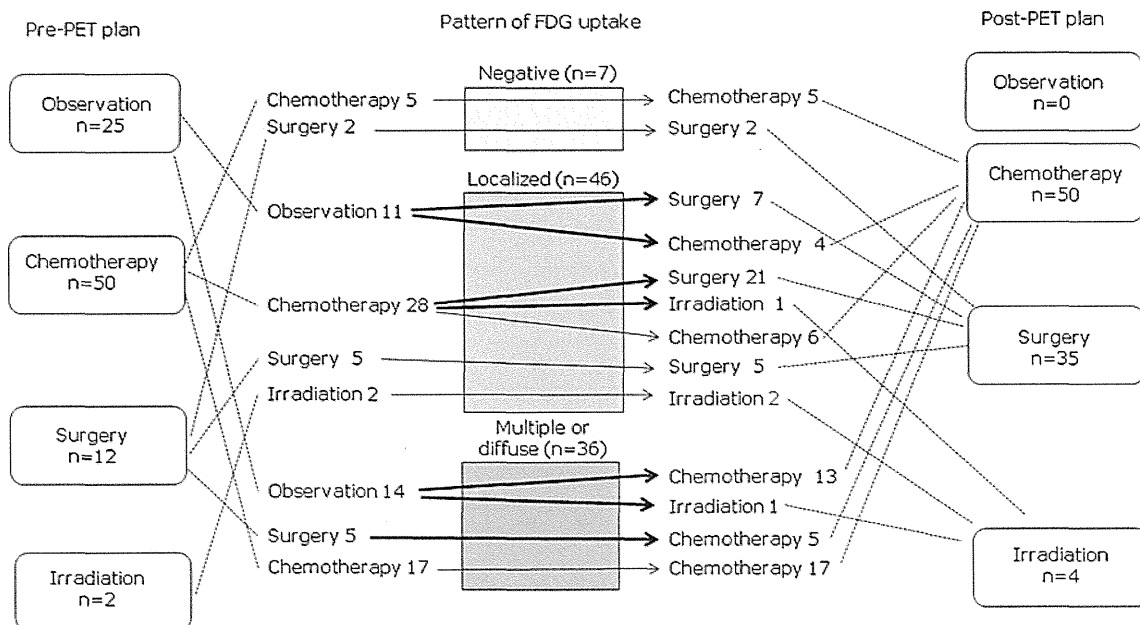 Pre-PET plan
Pattern of FDG uptake
Post-PET plan
Observation
n=25
Chemotherapy
n=50
Surgery
n=12
Irradiation
n=2
Chemotherapy 5
Surgery 2
Observation 11
Chemotherapy 28
Surgery 5
Irradiation 2
Observation 14
Surgery 5
Chemotherapy 17
Negative (n=7)
Localized (n=46)
Multiple or
diffuse (n=36)
Chemotherapy 5
Surgery 2
Surgery 7
Chemotherapy 4
Surgery 21
Irradiation 1
Chemotherapy 6
Surgery 5
Irradiation 2
Chemotherapy 13
Irradiation 1
Chemotherapy 5
Chemotherapy 17
Observation
n=0
Chemotherapy
n=50
Surgery
n=35
Irradiation
n=4